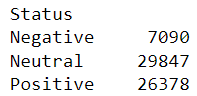 Status
Negative 7090
Neutral 29847
Positive 26378